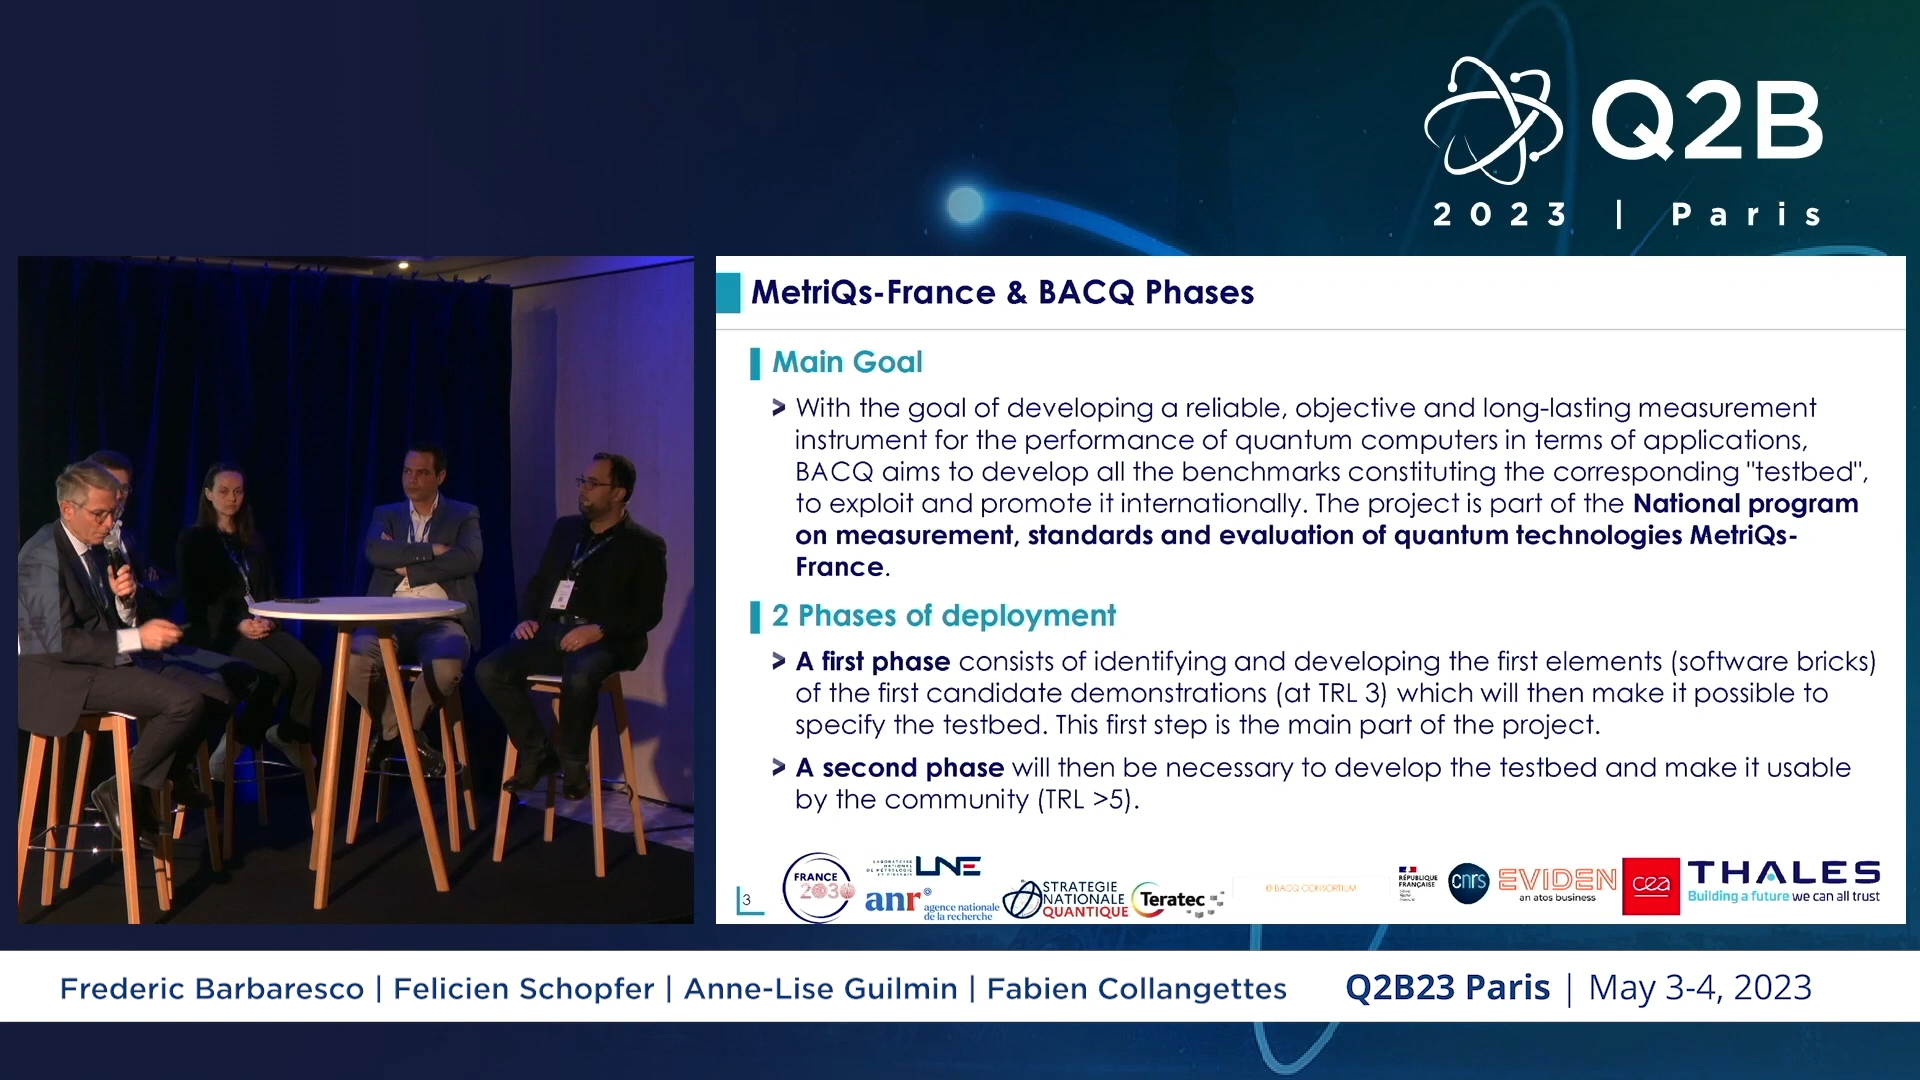 Q2B
2023 | Paris
MetriQs-France & BACQ Phases
Main Goal
> With the goal of developing a reliable, objective and long-lasting measurement
instrument for the performance of quantum computers in terms of applications,
BACQ aims to develop all the benchmarks constituting the corresponding "testbed",
to exploit and promote it internationally. The project is part of the National program
on measurement, standards and evaluation of quantum technologies MetriQs-
France.
2 Phases of deployment
> A first phase consists of identifying and developing the first elements (software bricks)
of the first candidate demonstrations (at TRL 3) which will then make it possible to
specify the testbed. This first step is the main part of the project.
> A second phase will then be necessary to develop the testbed and make it usable
by the community (TRL >5).
3
FRANCE
2030
LNE
anr
agence nationale
de la recherche
STRATEGIE
NATIONALE
QUANTIQUE
Teratec
© BACQ CONSORTIUM
RÉPUBLIQUE
FRANÇAISE
cnrs
EVIDEN
an atos business
cea
THALES
Building a future we can all trust
Frederic Barbaresco | Felicien Schopfer | Anne-Lise Guilmin | Fabien Collangettes
Q2B23 Paris | May 3-4, 2023